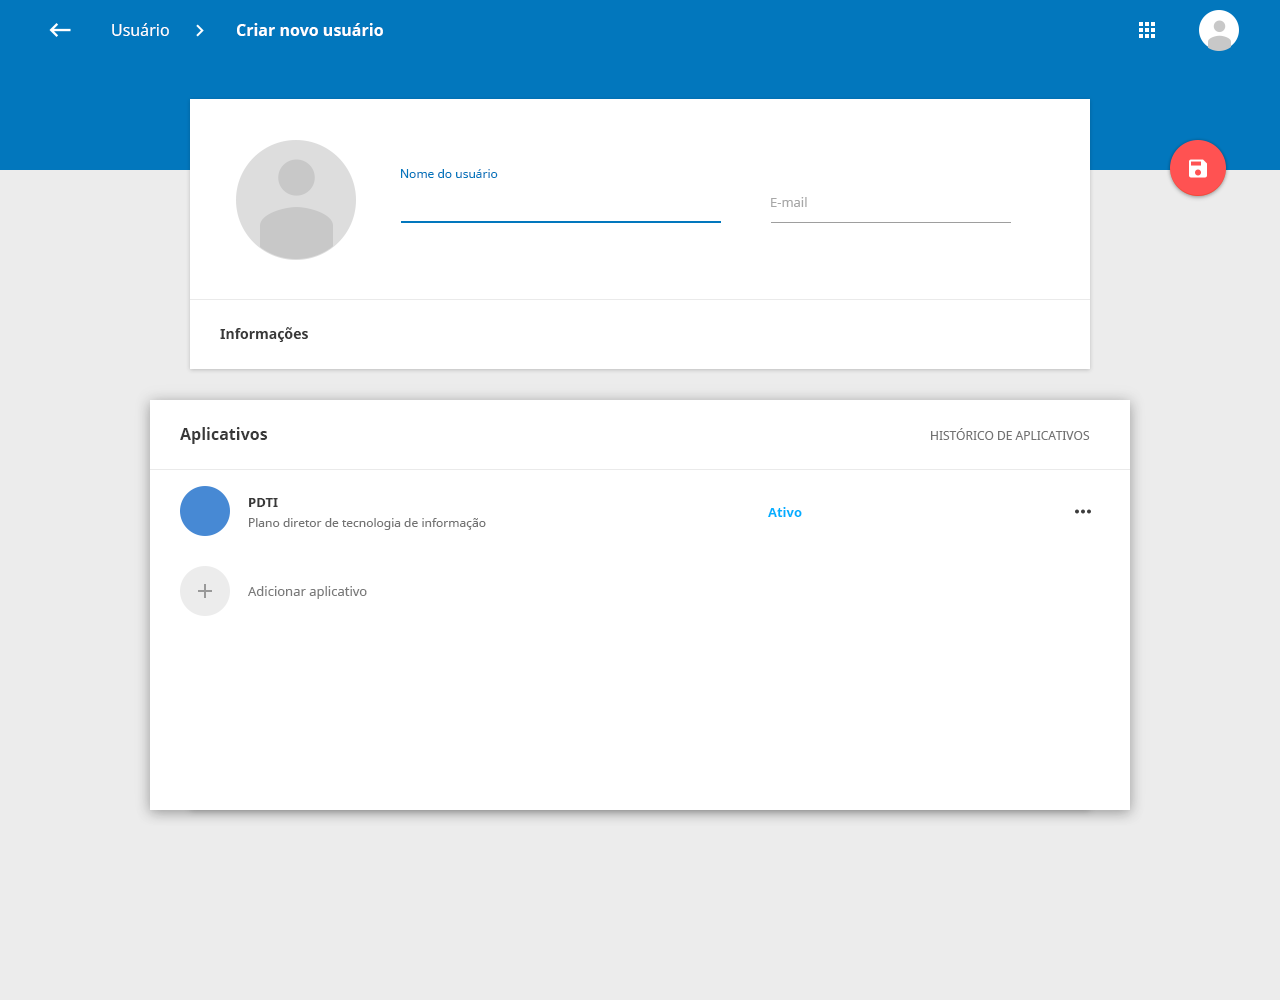 Usuário
Criar novo usuário
Nome do usuário
E-mail
Informações
Aplicativos
HISTÓRICO DE APLICATIVOS
PDTI
Plano diretor de tecnologia de informação
Ativo
Adicionar aplicativo